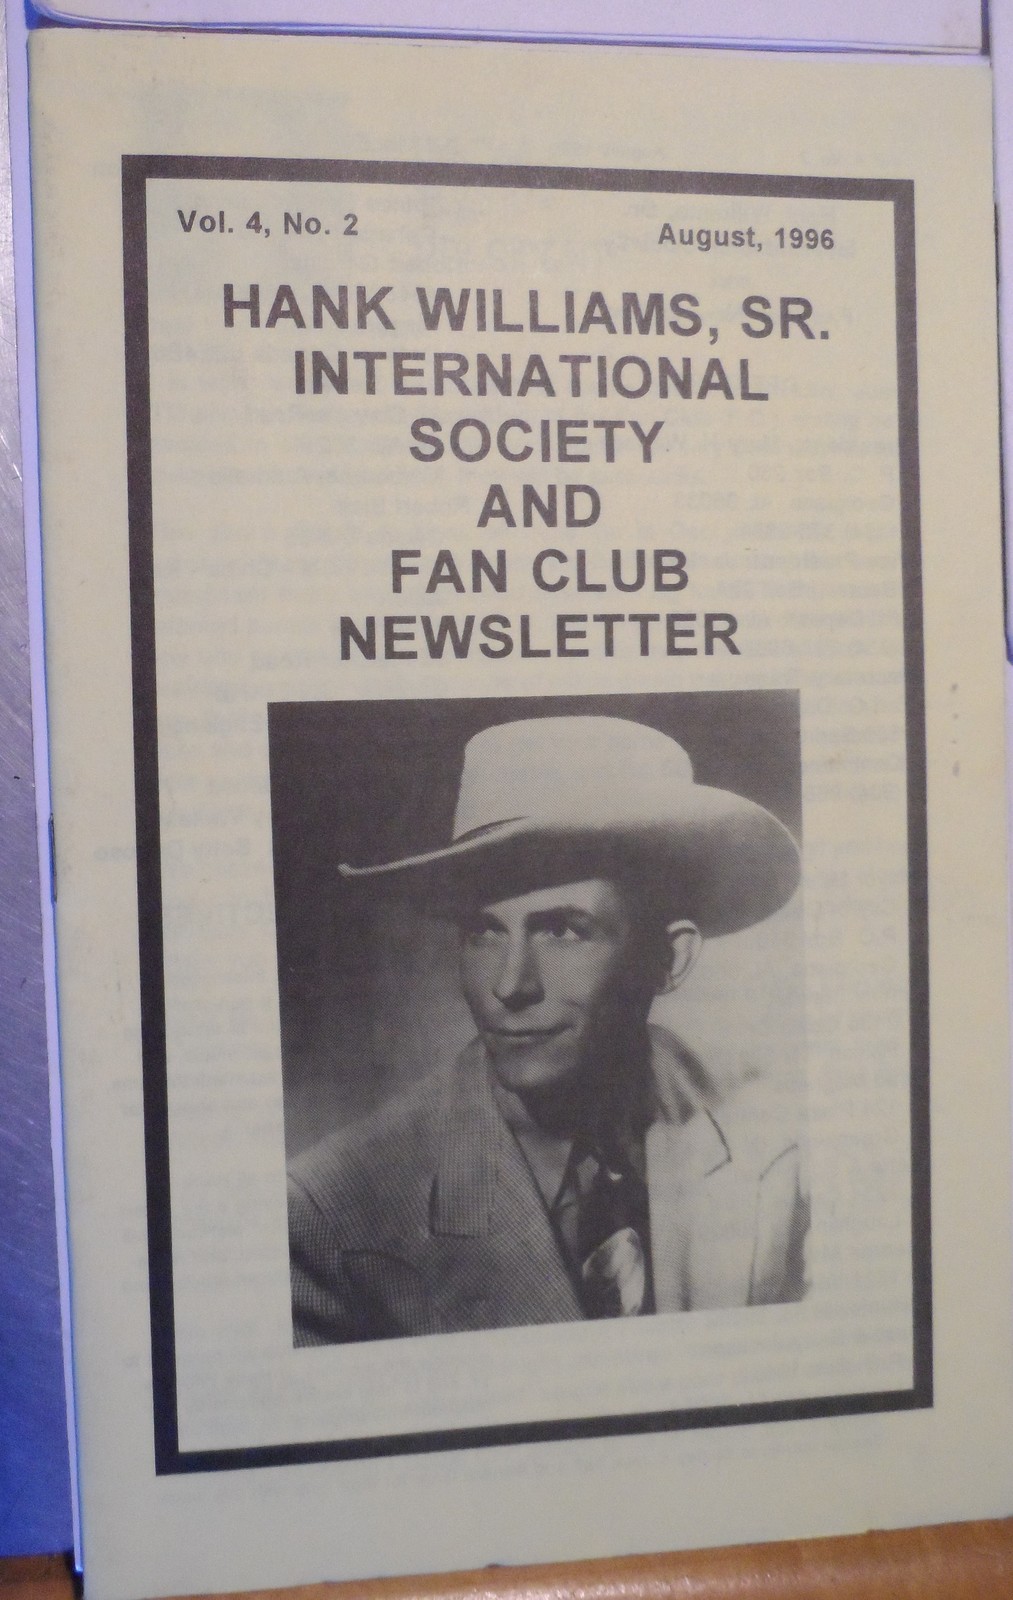 Vol. 4, No. 2
August, 1996
HANK WILLIAMS, SR.
INTERNATIONAL
SOCIETY
AND
FAN CLUB
NEWSLETTER